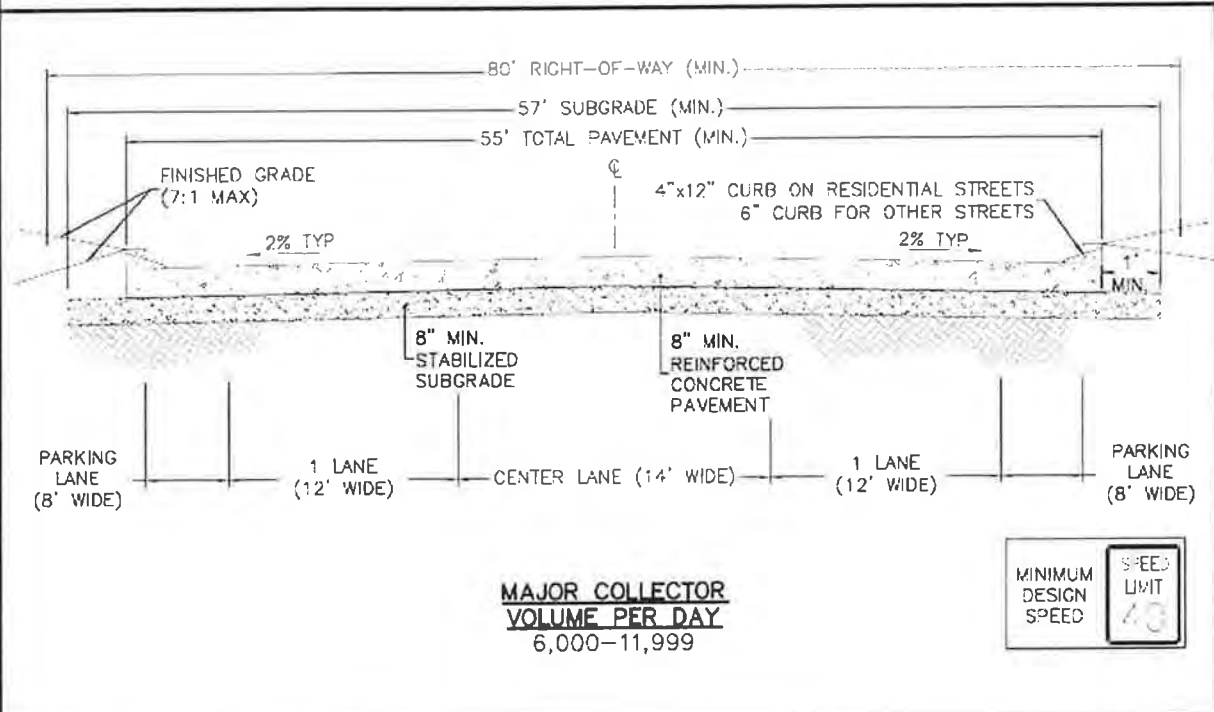 80' RIGHT-OF-WAY (MIN.)
57' SUBGRADE (MIN.)
55' TOTAL PAVEMENT (MIN.)
℄
FINISHED GRADE
(7:1 MAX)
4"x12" CURB ON RESIDENTIAL STREETS
6" CURB FOR OTHER STREETS
2% TYP
2% TYP
1'
MIN.
8" MIN.
STABILIZED
SUBGRADE
8" MIN.
REINFORCED
CONCRETE
PAVEMENT
PARKING
LANE
(8' WIDE)
1 LANE
(12' WIDE)
CENTER LANE (14' WIDE)
1 LANE
(12' WIDE)
PARKING
LANE
(8' WIDE)
MAJOR COLLECTOR
VOLUME PER DAY
6,000-11,999
MINIMUM
DESIGN
SPEED
SPEED
LIMIT
40